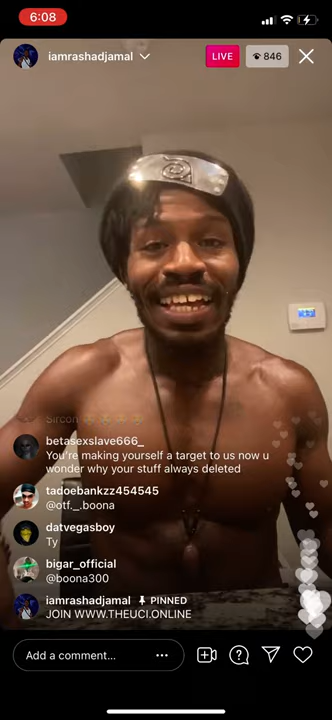 6:08
iamrashadjamal
LIVE
846
Sircon
betasexslave666_
You're making yourself a target to us now u
wonder why your stuff always deleted
tadoebankzz454545
@otf._.boona
datvegasboy
Ty
bigar_official
@boona300
iamrashadjamal PINNED
JOIN WWW.THEUCI.ONLINE
Add a comment...